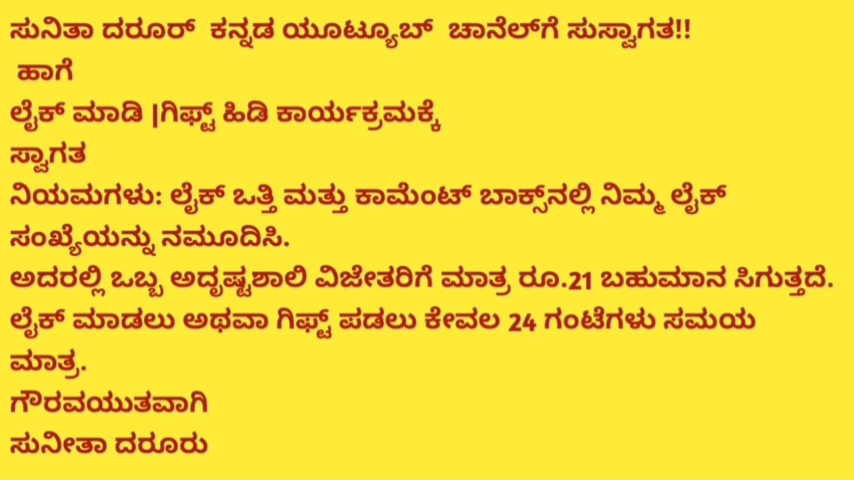 ಸುನಿತಾ ದರೂರ್ ಕನ್ನಡ ಯೂಟ್ಯೂಬ್ ಚಾನೆಲ್‌ಗೆ ಸುಸ್ವಾಗತ!!
ಹಾಗೆ
ಲೈಕ್ ಮಾಡಿ |ಗಿಫ್ಟ್ ಹಿಡಿ ಕಾರ್ಯಕ್ರಮಕ್ಕೆ
ಸ್ವಾಗತ
ನಿಯಮಗಳು: ಲೈಕ್ ಒತ್ತಿ ಮತ್ತು ಕಾಮೆಂಟ್ ಬಾಕ್ಸ್‌ನಲ್ಲಿ ನಿಮ್ಮ ಲೈಕ್
ಸಂಖ್ಯೆಯನ್ನು ನಮೂದಿಸಿ.
ಅದರಲ್ಲಿ ಒಬ್ಬ ಅದೃಷ್ಟಶಾಲಿ ವಿಜೇತರಿಗೆ ಮಾತ್ರ ರೂ.21 ಬಹುಮಾನ ಸಿಗುತ್ತದೆ.
ಲೈಕ್ ಮಾಡಲು ಅಥವಾ ಗಿಫ್ಟ್ ಪಡಲು ಕೇವಲ 24 ಗಂಟೆಗಳು ಸಮಯ
ಮಾತ್ರ.
ಗೌರವಯುತವಾಗಿ
ಸುನೀತಾ ದರೂರು